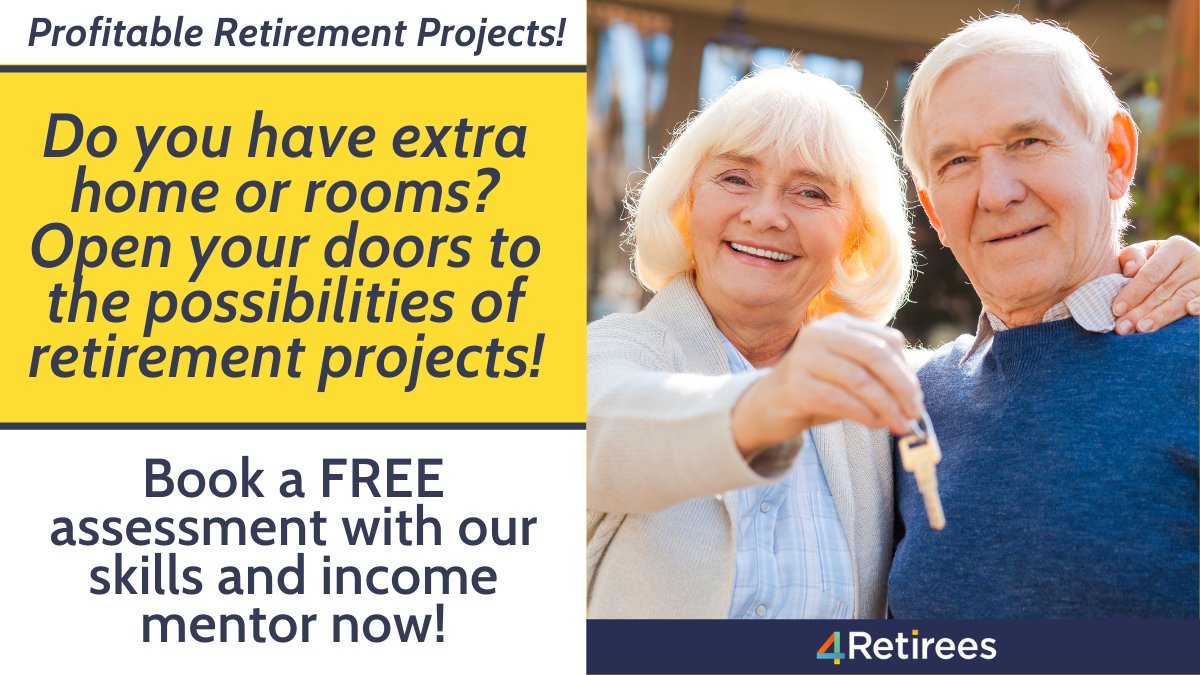 Profitable Retirement Projects!
Do you have extra
home or rooms?
Open your doors to
the possibilities of
retirement projects!
Book a FREE
assessment with our
skills and income
mentor now!
4Retirees